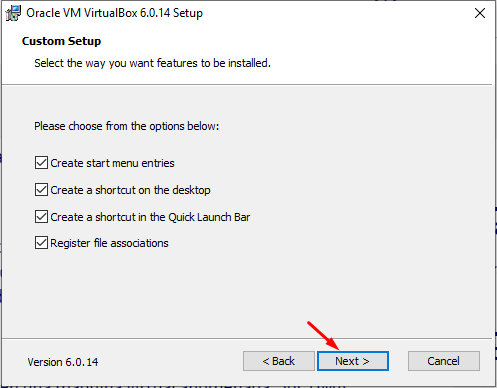 Oracle VM VirtualBox 6.0.14 Setup
Custom Setup
Select the way you want features to be installed.
Please choose from the options below:
Create start menu entries
Create a shortcut on the desktop
Create a shortcut in the Quick Launch Bar
Register file associations
Version 6.0.14
< Back
Next >
Cancel